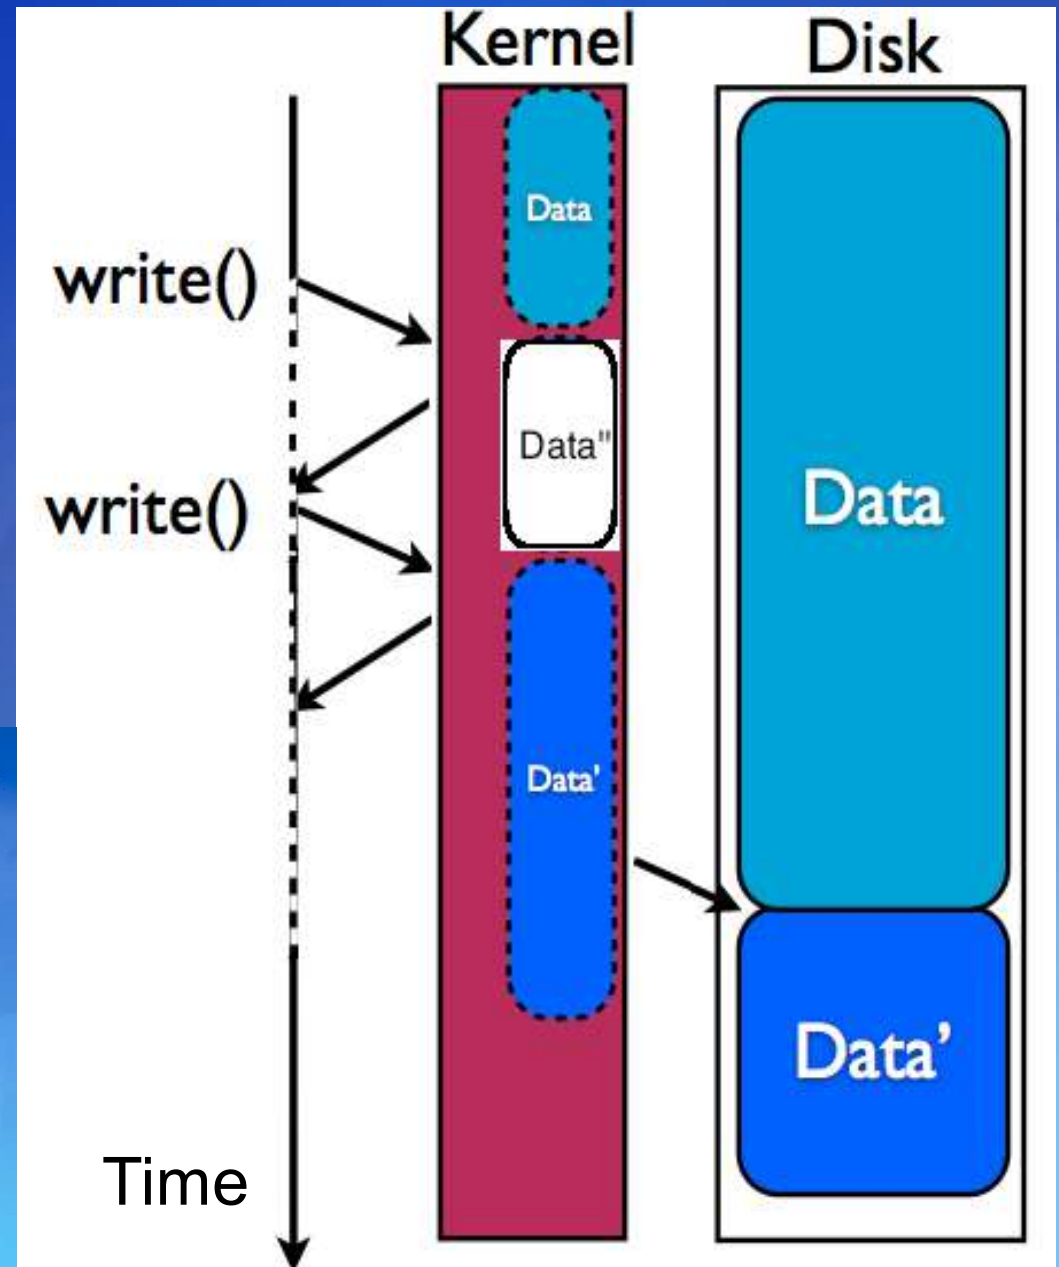 Kernel
Disk
Data
write()
Data"
Data
write()
Data'
Data’
Time